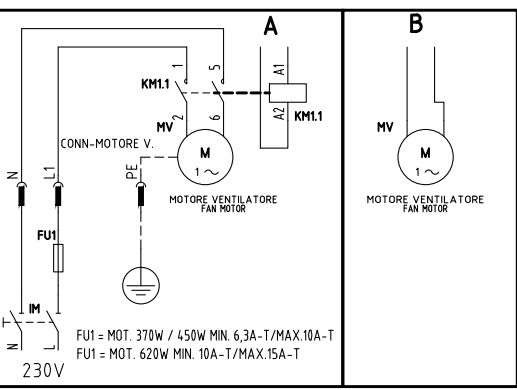 A
B
1
5
A1
KM1.1
A2
KM1.1
2
6
MV
MV
CONN-MOTORE V.
M
1~
M
1~
N
L1
PE
MOTORE VENTILATORE
FAN MOTOR
MOTORE VENTILATORE
FAN MOTOR
FU1
IM
FU1 = MOT. 370W / 450W MIN. 6,3A-T/MAX.10A-T
N
L
FU1 = MOT. 620W MIN. 10A-T/MAX.15A-T
230V